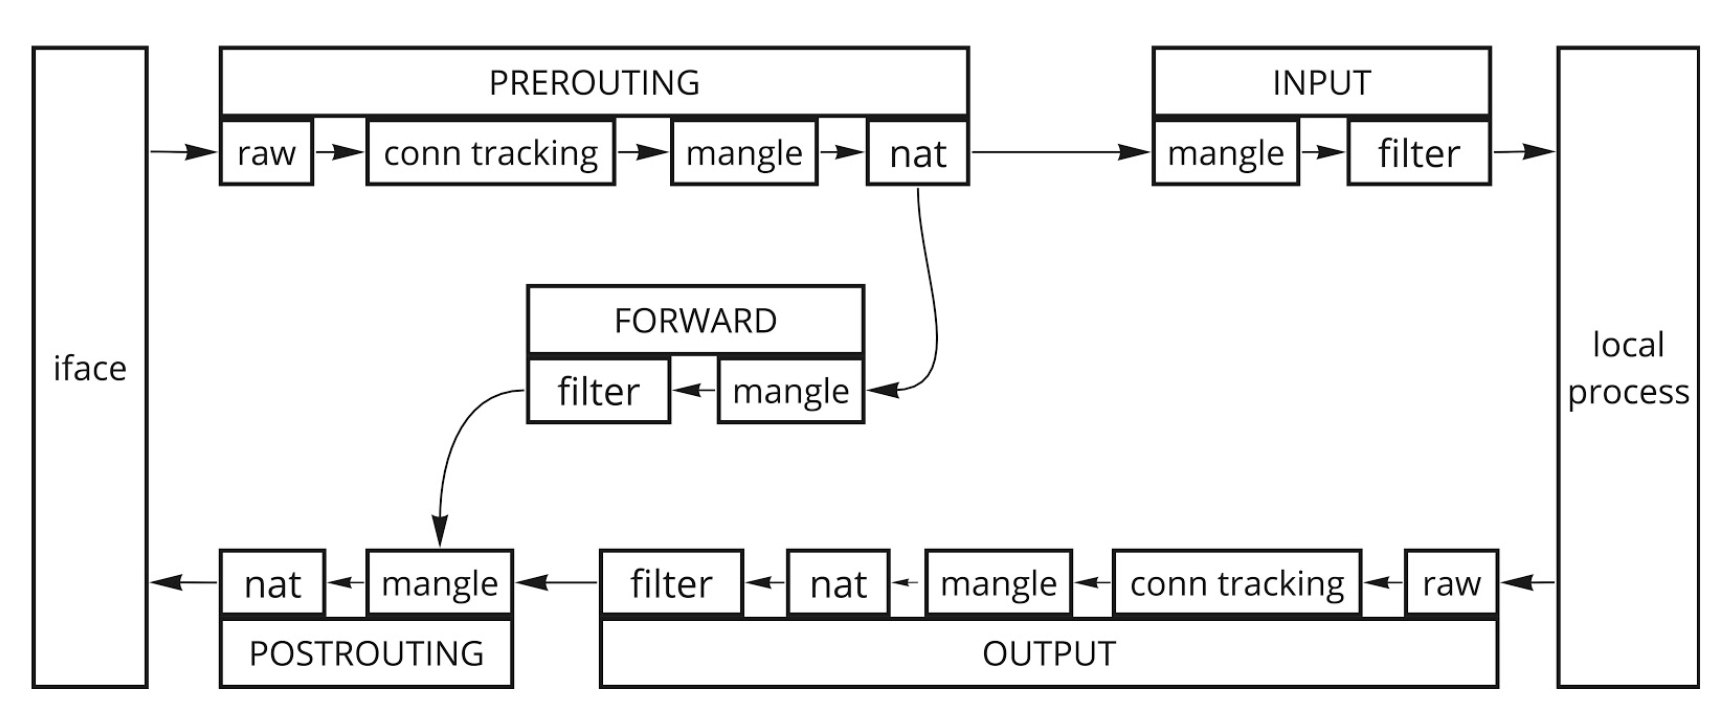 PREROUTING
INPUT
raw
conn tracking
mangle
nat
mangle
filter
iface
FORWARD
filter
mangle
local
process
nat
mangle
filter
nat
mangle
conn tracking
raw
POSTROUTING
OUTPUT